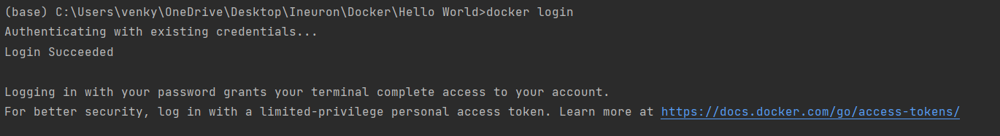 (base) C:\Users\venky\OneDrive\Desktop\Ineuron\Docker\Hello World>docker login
Authenticating with existing credentials...
Login Succeeded
Logging in with your password grants your terminal complete access to your account.
For better security, log in with a limited-privilege personal access token. Learn more at https://docs.docker.com/go/access-tokens/